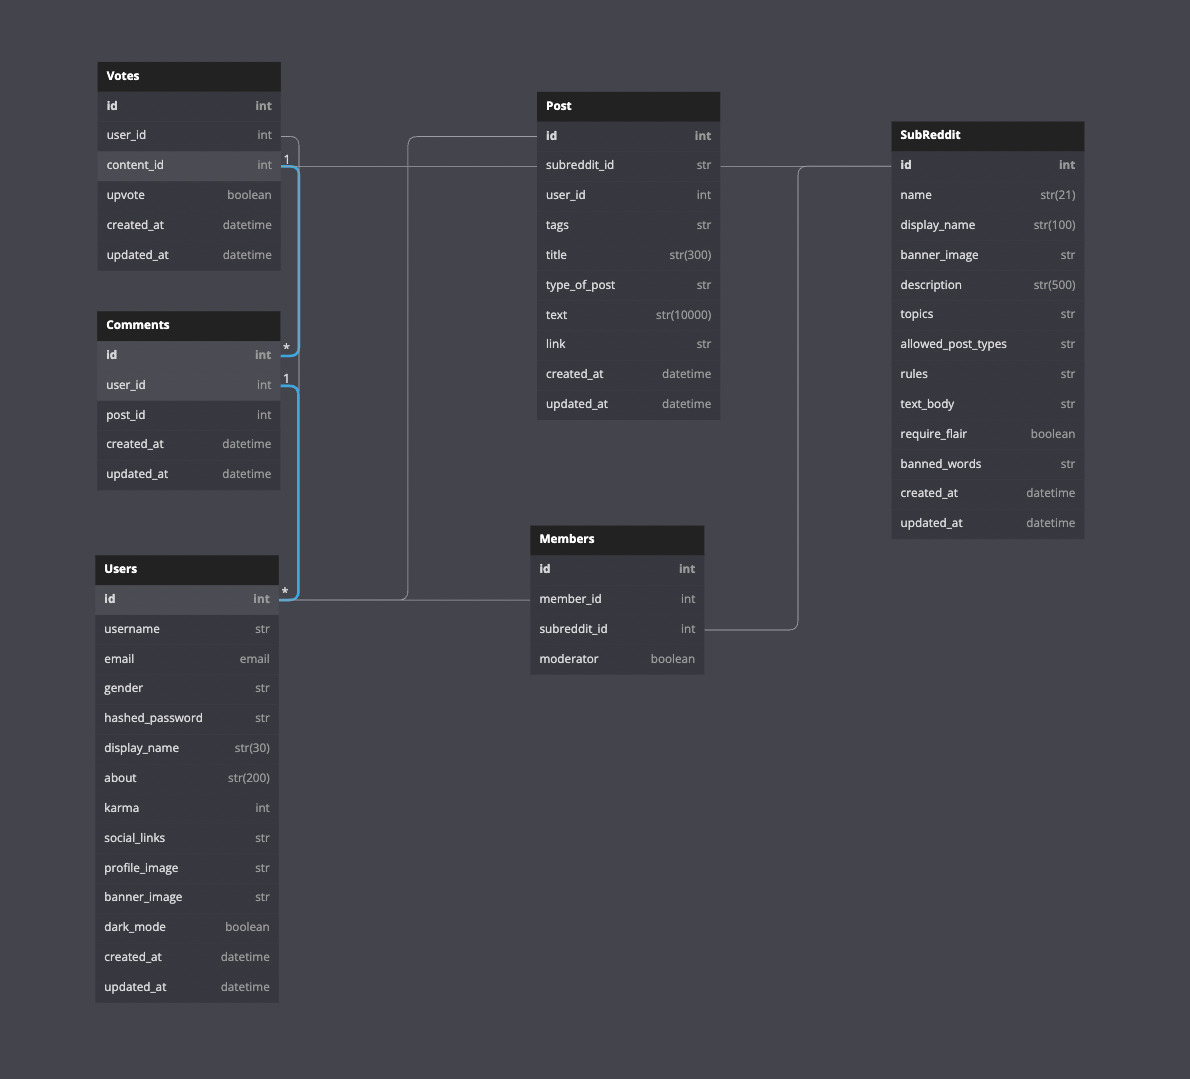 Votes
id int
user_id int
content_id int 1
upvote boolean
created_at datetime
updated_at datetime
Comments
id int *
user_id int 1
post_id int
created_at datetime
updated_at datetime
Users
id int *
username str
email email
gender str
hashed_password str
display_name str(30)
about str(200)
karma int
social_links str
profile_image str
banner_image str
dark_mode boolean
created_at datetime
updated_at datetime
Post
id int
subreddit_id str
user_id int
tags str
title str(300)
type_of_post str
text str(10000)
link str
created_at datetime
updated_at datetime
Members
id int
member_id int
subreddit_id int
moderator boolean
SubReddit
id int
name str(21)
display_name str(100)
banner_image str
description str(500)
topics str
allowed_post_types str
rules str
text_body str
require_flair boolean
banned_words str
created_at datetime
updated_at datetime